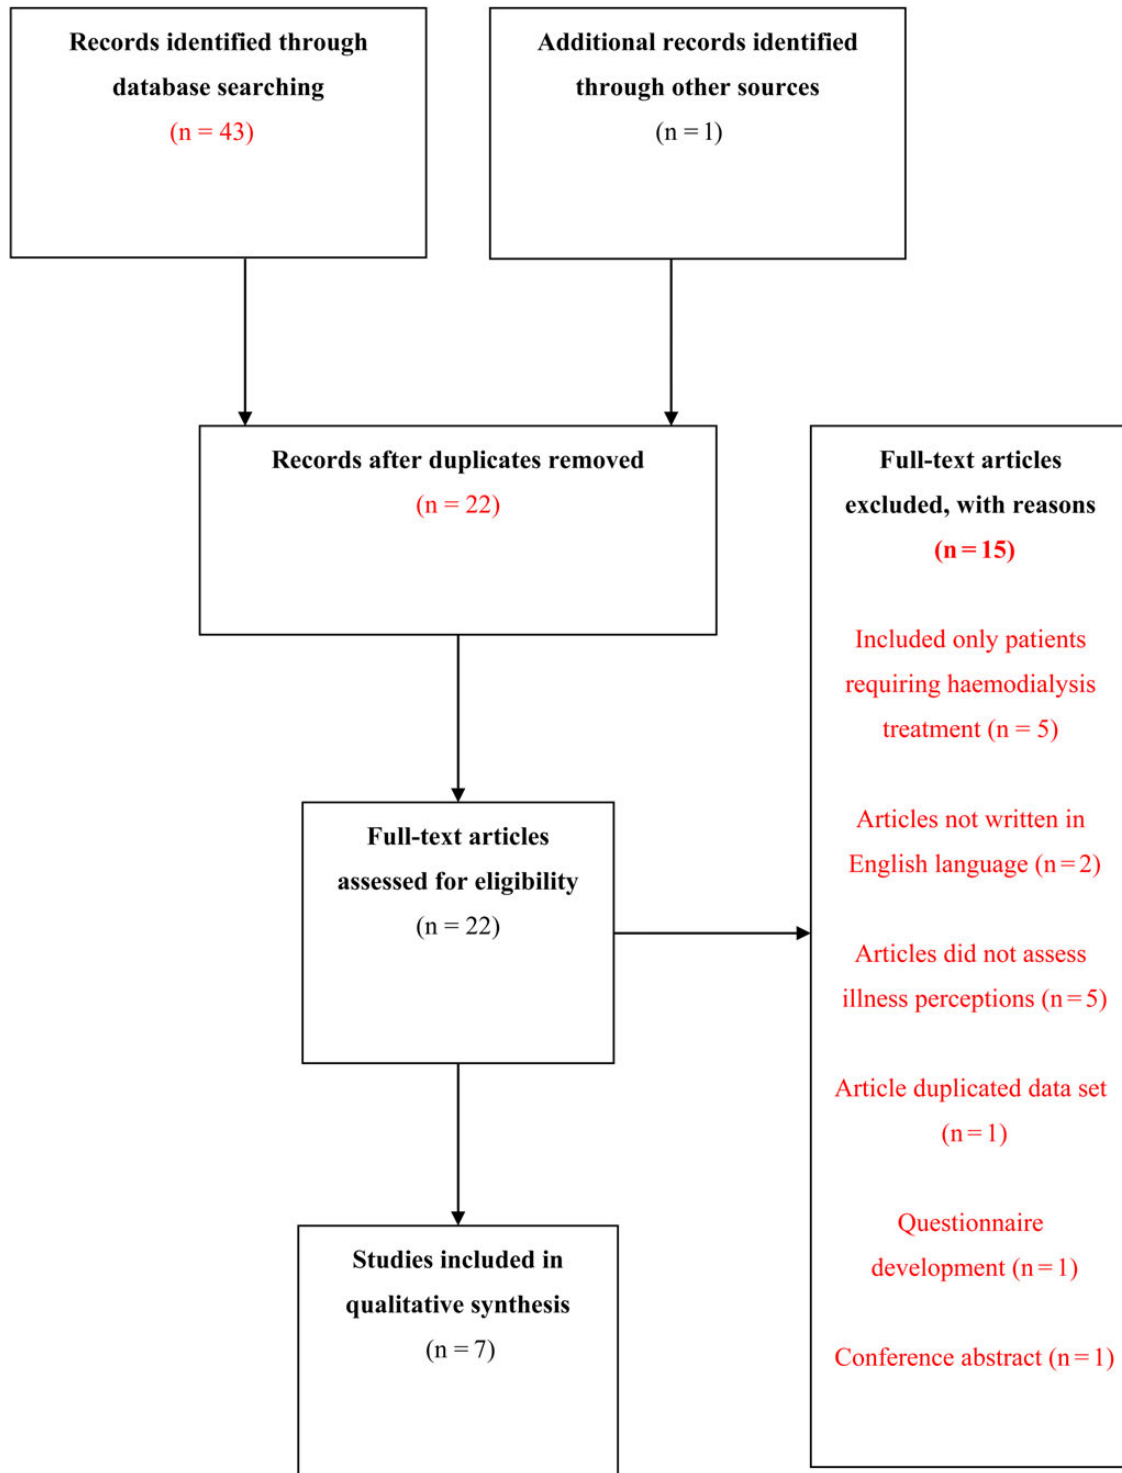 Records identified through
database searching
(n = 43)
Additional records identified
through other sources
(n = 1)
Records after duplicates removed
(n = 22)
Full-text articles
excluded, with reasons
(n = 15)
Included only patients
requiring haemodialysis
treatment (n = 5)
Articles not written in
English language (n = 2)
Articles did not assess
illness perceptions (n = 5)
Article duplicated data set
(n = 1)
Questionnaire
development (n = 1)
Conference abstract (n = 1)
Full-text articles
assessed for eligibility
(n = 22)
Studies included in
qualitative synthesis
(n = 7)